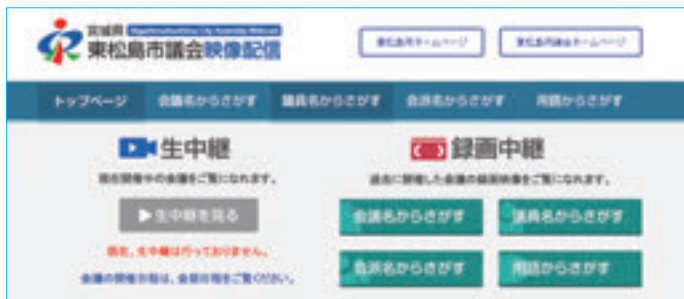 宮城県
東松島市議会映像配信
東松島市ホームページ
東松島市議会ホームページ
トップページ
会議名からさがす
議員名からさがす
会派名からさがす
用語からさがす
生中継
現在開催中の会議をご覧になれます。
▶生中継を見る
現在、生中継は行っておりません。
会議の開催日程は、会期日程をご覧ください。
録画中継
過去に開催した会議の録画映像をご覧になれます。
会議名からさがす
議員名からさがす
会派名からさがす
用語からさがす